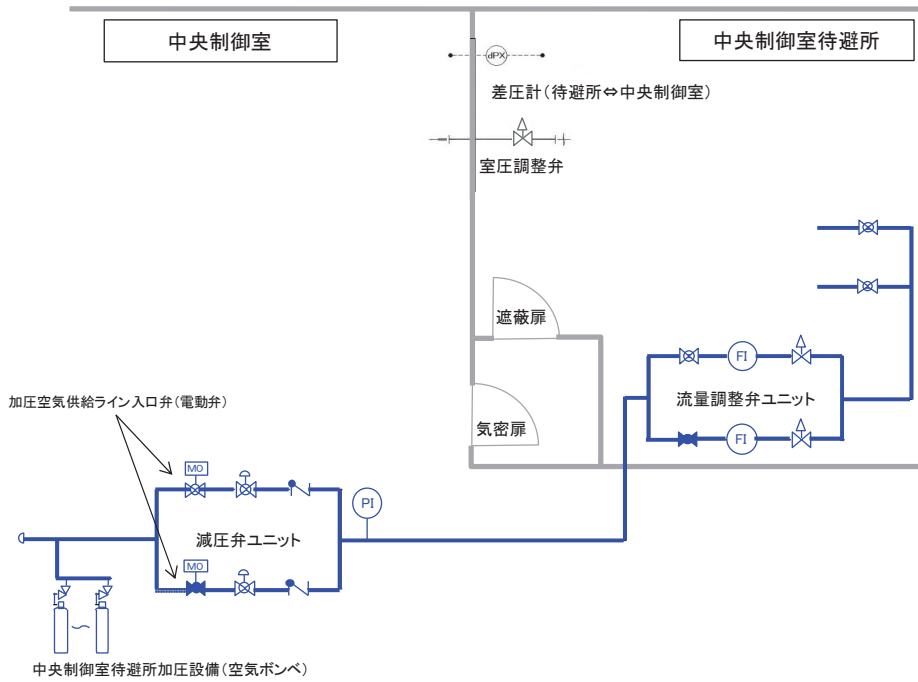 中央制御室
中央制御室待避所
dPX
差圧計(待避所⇔中央制御室)
室圧調整弁
遮蔽扉
FI
加圧空気供給ライン入口弁(電動弁)
流量調整弁ユニット
気密扉
FI
MO
PI
減圧弁ユニット
MO
中央制御室待避所加圧設備(空気ボンベ)